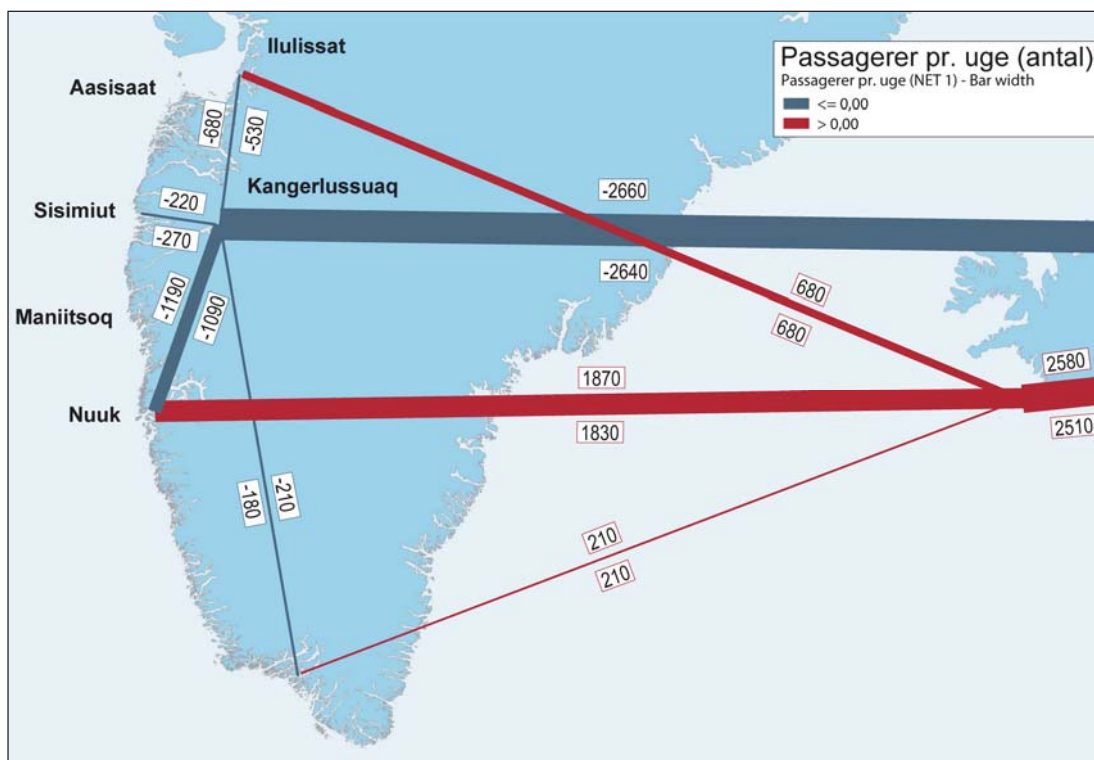 Ilulissat
Passagerer pr. uge (antal)
Passagerer pr. uge (NET 1) - Bar width
<= 0,00
> 0,00
Aasisaat
-680
-530
Kangerlussuaq
-2660
-220
Sisimiut
-270
-2640
-1190
-1090
680
680
Maniitsoq
2580
1870
Nuuk
1830
2510
-180
-210
210
210